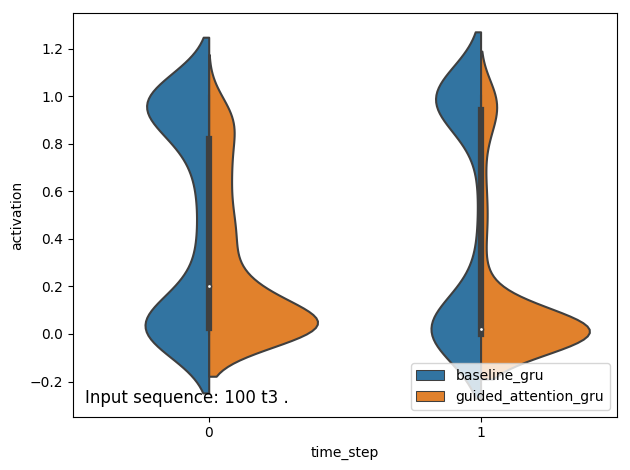 1.2
1.0
0.8
0.6
0.4
0.2
0.0
−0.2
activation
Input sequence: 100 t3 .
baseline_gru
guided_attention_gru
0
1
time_step